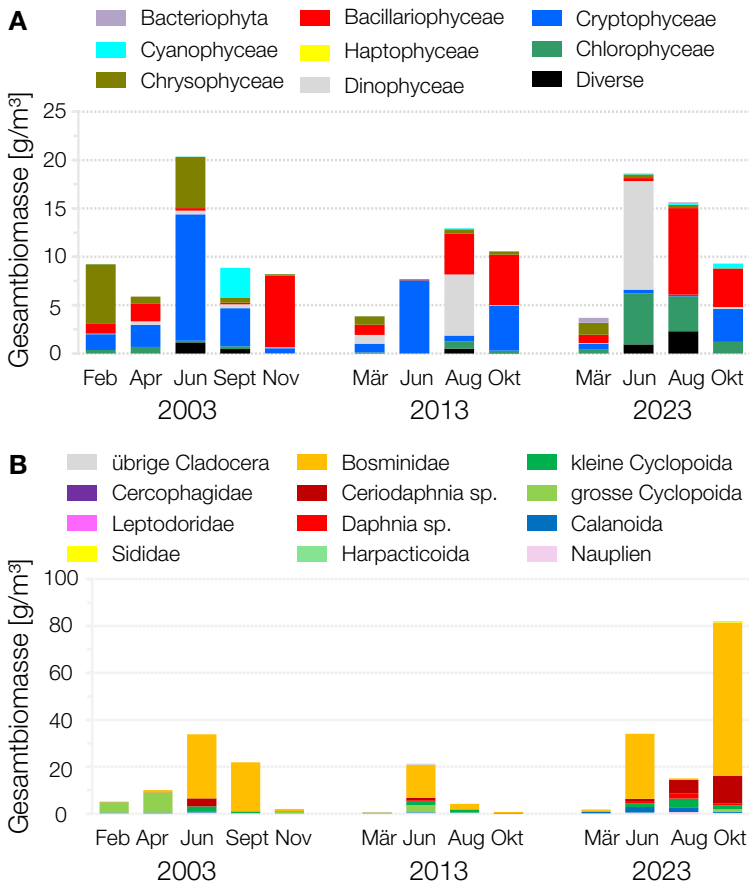 A
Bacteriophyta Bacillariophyceae Cryptophyceae
Cyanophyceae Haptophyceae Chlorophyceae
Chrysophyceae Dinophyceae Diverse
Gesamtbiomasse [g/m³]
25
20
15
10
5
0
Feb Apr Jun Sept Nov Mär Jun Aug Okt Mär Jun Aug Okt
2003 2013 2023
B
übrige Cladocera Bosminidae kleine Cyclopoida
Cercophagidae Ceriodaphnia sp. grosse Cyclopoida
Leptodoridae Daphnia sp. Calanoida
Sididae Harpacticoida Nauplien
Gesamtbiomasse [g/m³]
100
80
60
40
20
0
Feb Apr Jun Sept Nov Mär Jun Aug Okt Mär Jun Aug Okt
2003 2013 2023